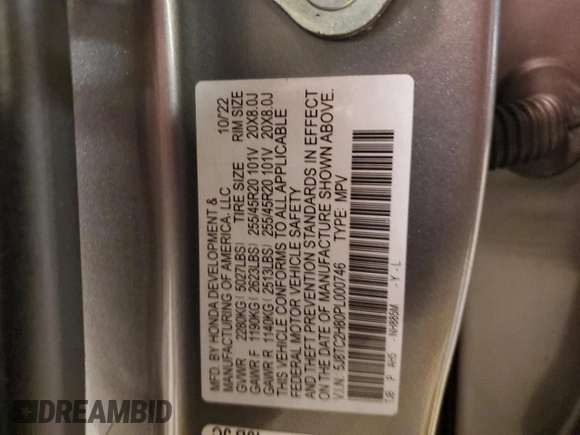 MFD. BY HONDA DEVELOPMENT &
MANUFACTURING OF AMERICA, LLC 10/'22
GVWR 2280KG ( 5027LBS) TIRE SIZE RIM SIZE
GAWR F 1190KG ( 2623LBS) 255/45R20 101V 20X8.0J
GAWR R 1140KG ( 2513LBS) 255/45R20 101V 20X8.0J
THIS VEHICLE CONFORMS TO ALL APPLICABLE
FEDERAL MOTOR VEHICLE SAFETY
AND THEFT PREVENTION STANDARDS IN EFFECT
ON THE DATE OF MANUFACTURE SHOWN ABOVE.
V.I.N. 5J8TC2H80PL000746 TYPE: MPV
TJB P AH5 -Y-L
DREAMBID